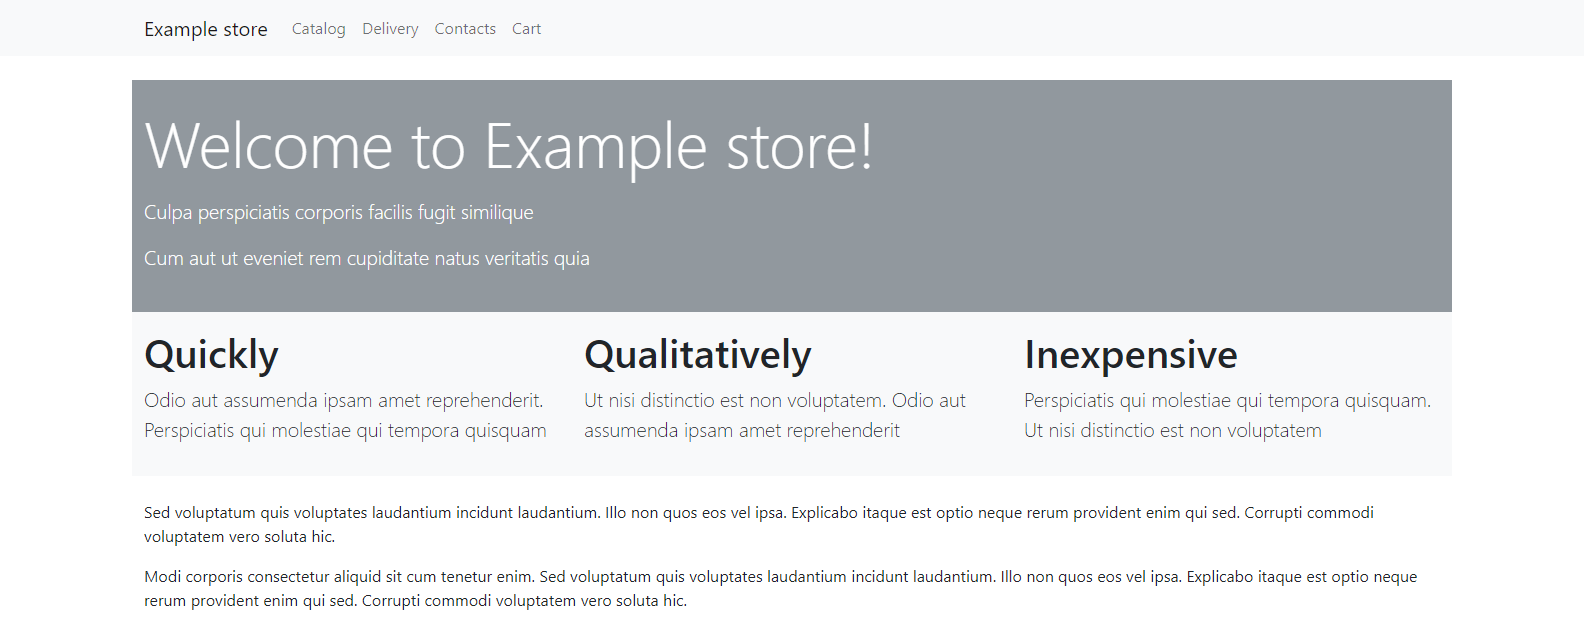 Example store Catalog Delivery Contacts Cart
Welcome to Example store!
Culpa perspiciatis corporis facilis fugit similique
Cum aut ut eveniet rem cupiditate natus veritatis quia
Quickly
Odio aut assumenda ipsam amet reprehenderit.
Perspiciatis qui molestiae qui tempora quisquam
Qualitatively
Ut nisi distinctio est non voluptatem. Odio aut
assumenda ipsam amet reprehenderit
Inexpensive
Perspiciatis qui molestiae qui tempora quisquam.
Ut nisi distinctio est non voluptatem
Sed voluptatum quis voluptates laudantium incidunt laudantium. Illo non quos eos vel ipsa. Explicabo itaque est optio neque rerum provident enim qui sed. Corrupti commodi
voluptatem vero soluta hic.
Modi corporis consectetur aliquid sit cum tenetur enim. Sed voluptatum quis voluptates laudantium incidunt laudantium. Illo non quos eos vel ipsa. Explicabo itaque est optio neque
rerum provident enim qui sed. Corrupti commodi voluptatem vero soluta hic.